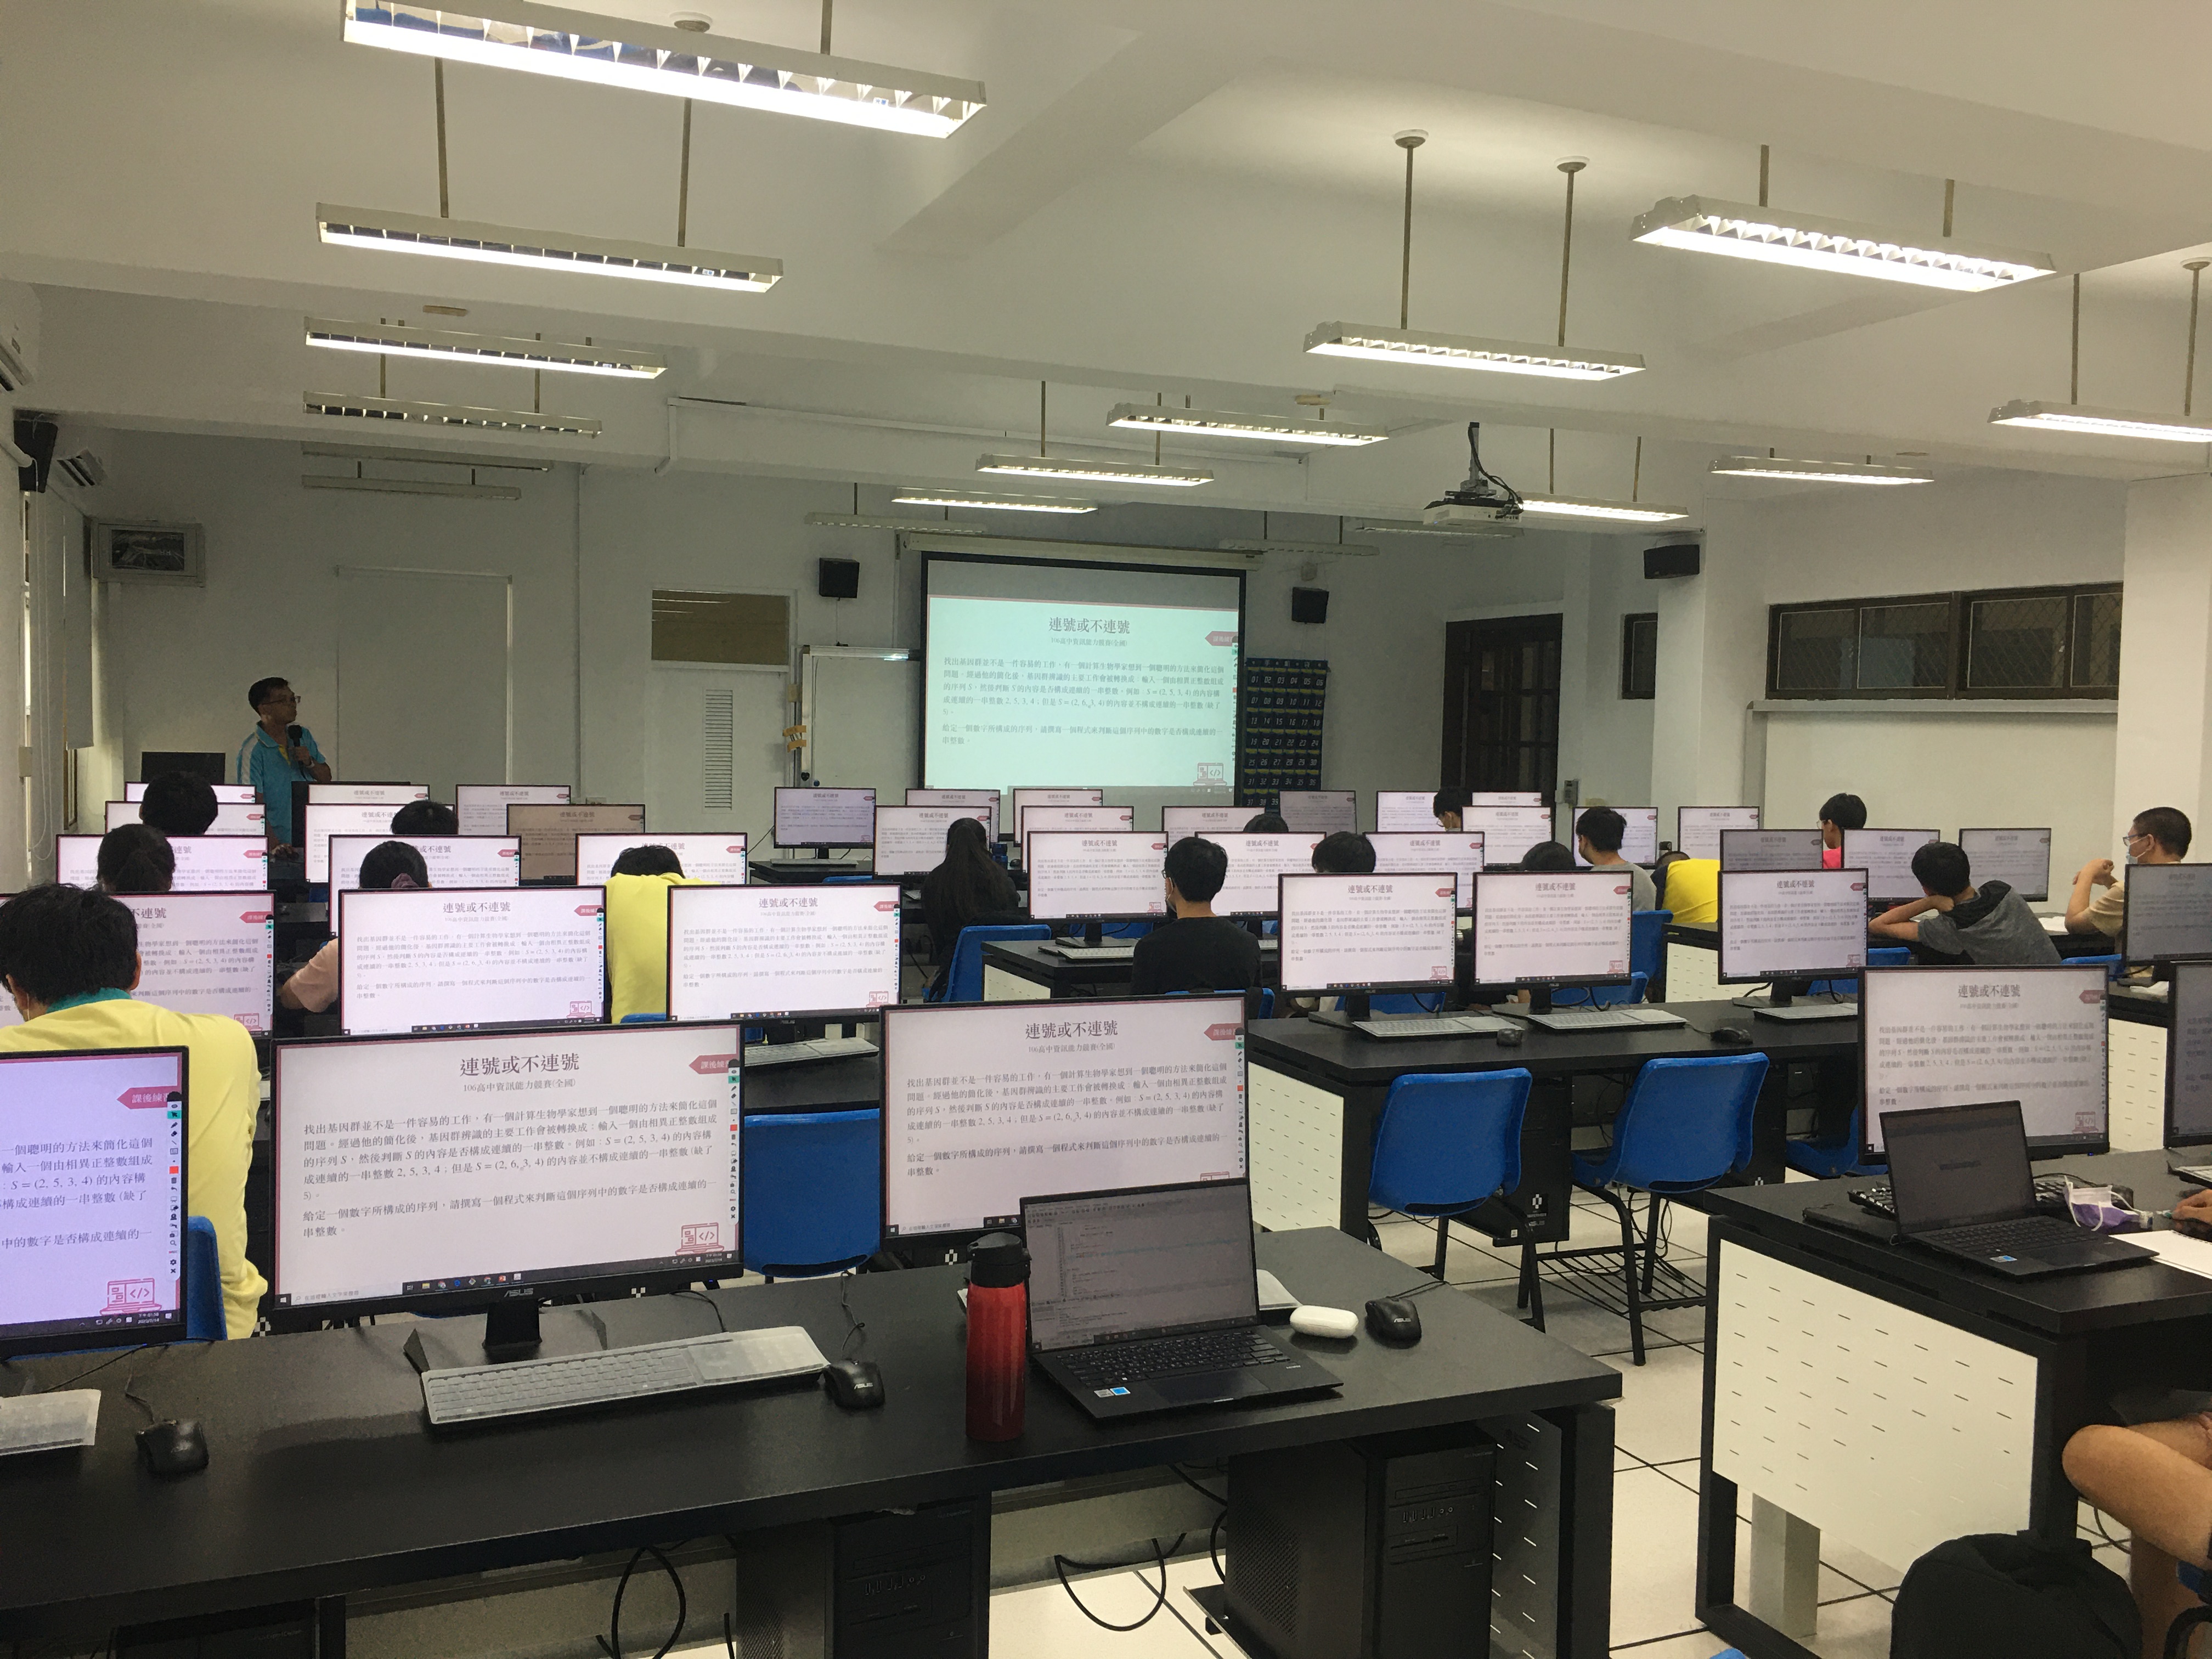 連號或不連號
106高中資訊能力競賽(全國)
課後練
找出基因群並不是一件容易的工作,有一個計算生物學家想到一個聰明的方法來簡化這個
問題。經過他的簡化後,基因群辨識的主要工作會被轉換成:輸入一個由相異正整數組成
的序列 S,然後判斷 S 的內容是否構成連續的一串整數。例如:S = (2, 5, 3, 4) 的內容構
成連續的一串整數 2, 5, 3, 4;但是 S = (2, 6, 3, 4) 的內容並不構成連續的一串整數 (缺了
5)。
給定一個數字所構成的序列,請撰寫一個程式來判斷這個序列中的數字是否構成連續的一
串整數。
ASUS
ASUS
ASUS